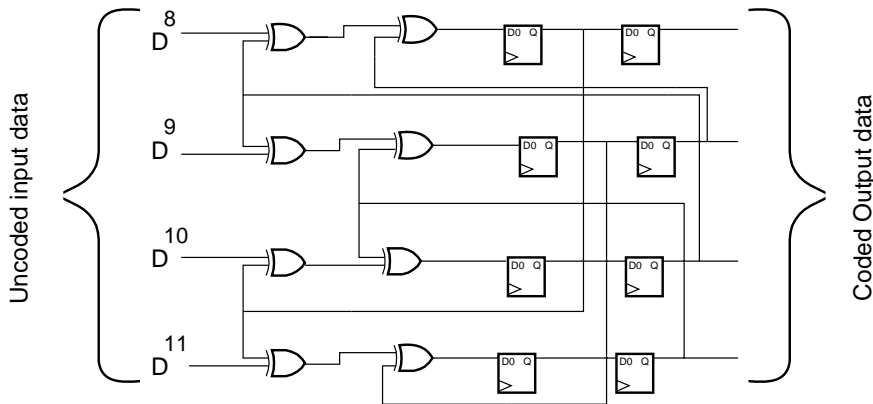 Uncoded input data
D8
D9
D10
D11
D0 Q
D0 Q
D0 Q
D0 Q
D0 Q
D0 Q
D0 Q
D0 Q
Coded Output data